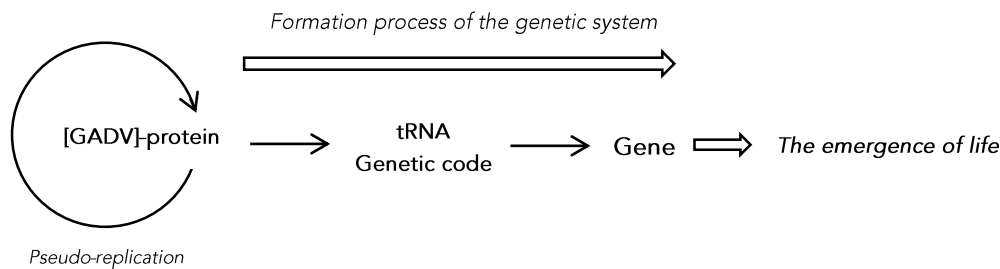 Formation process of the genetic system
[GADV]-protein
tRNA
Genetic code
Gene
The emergence of life
Pseudo-replication